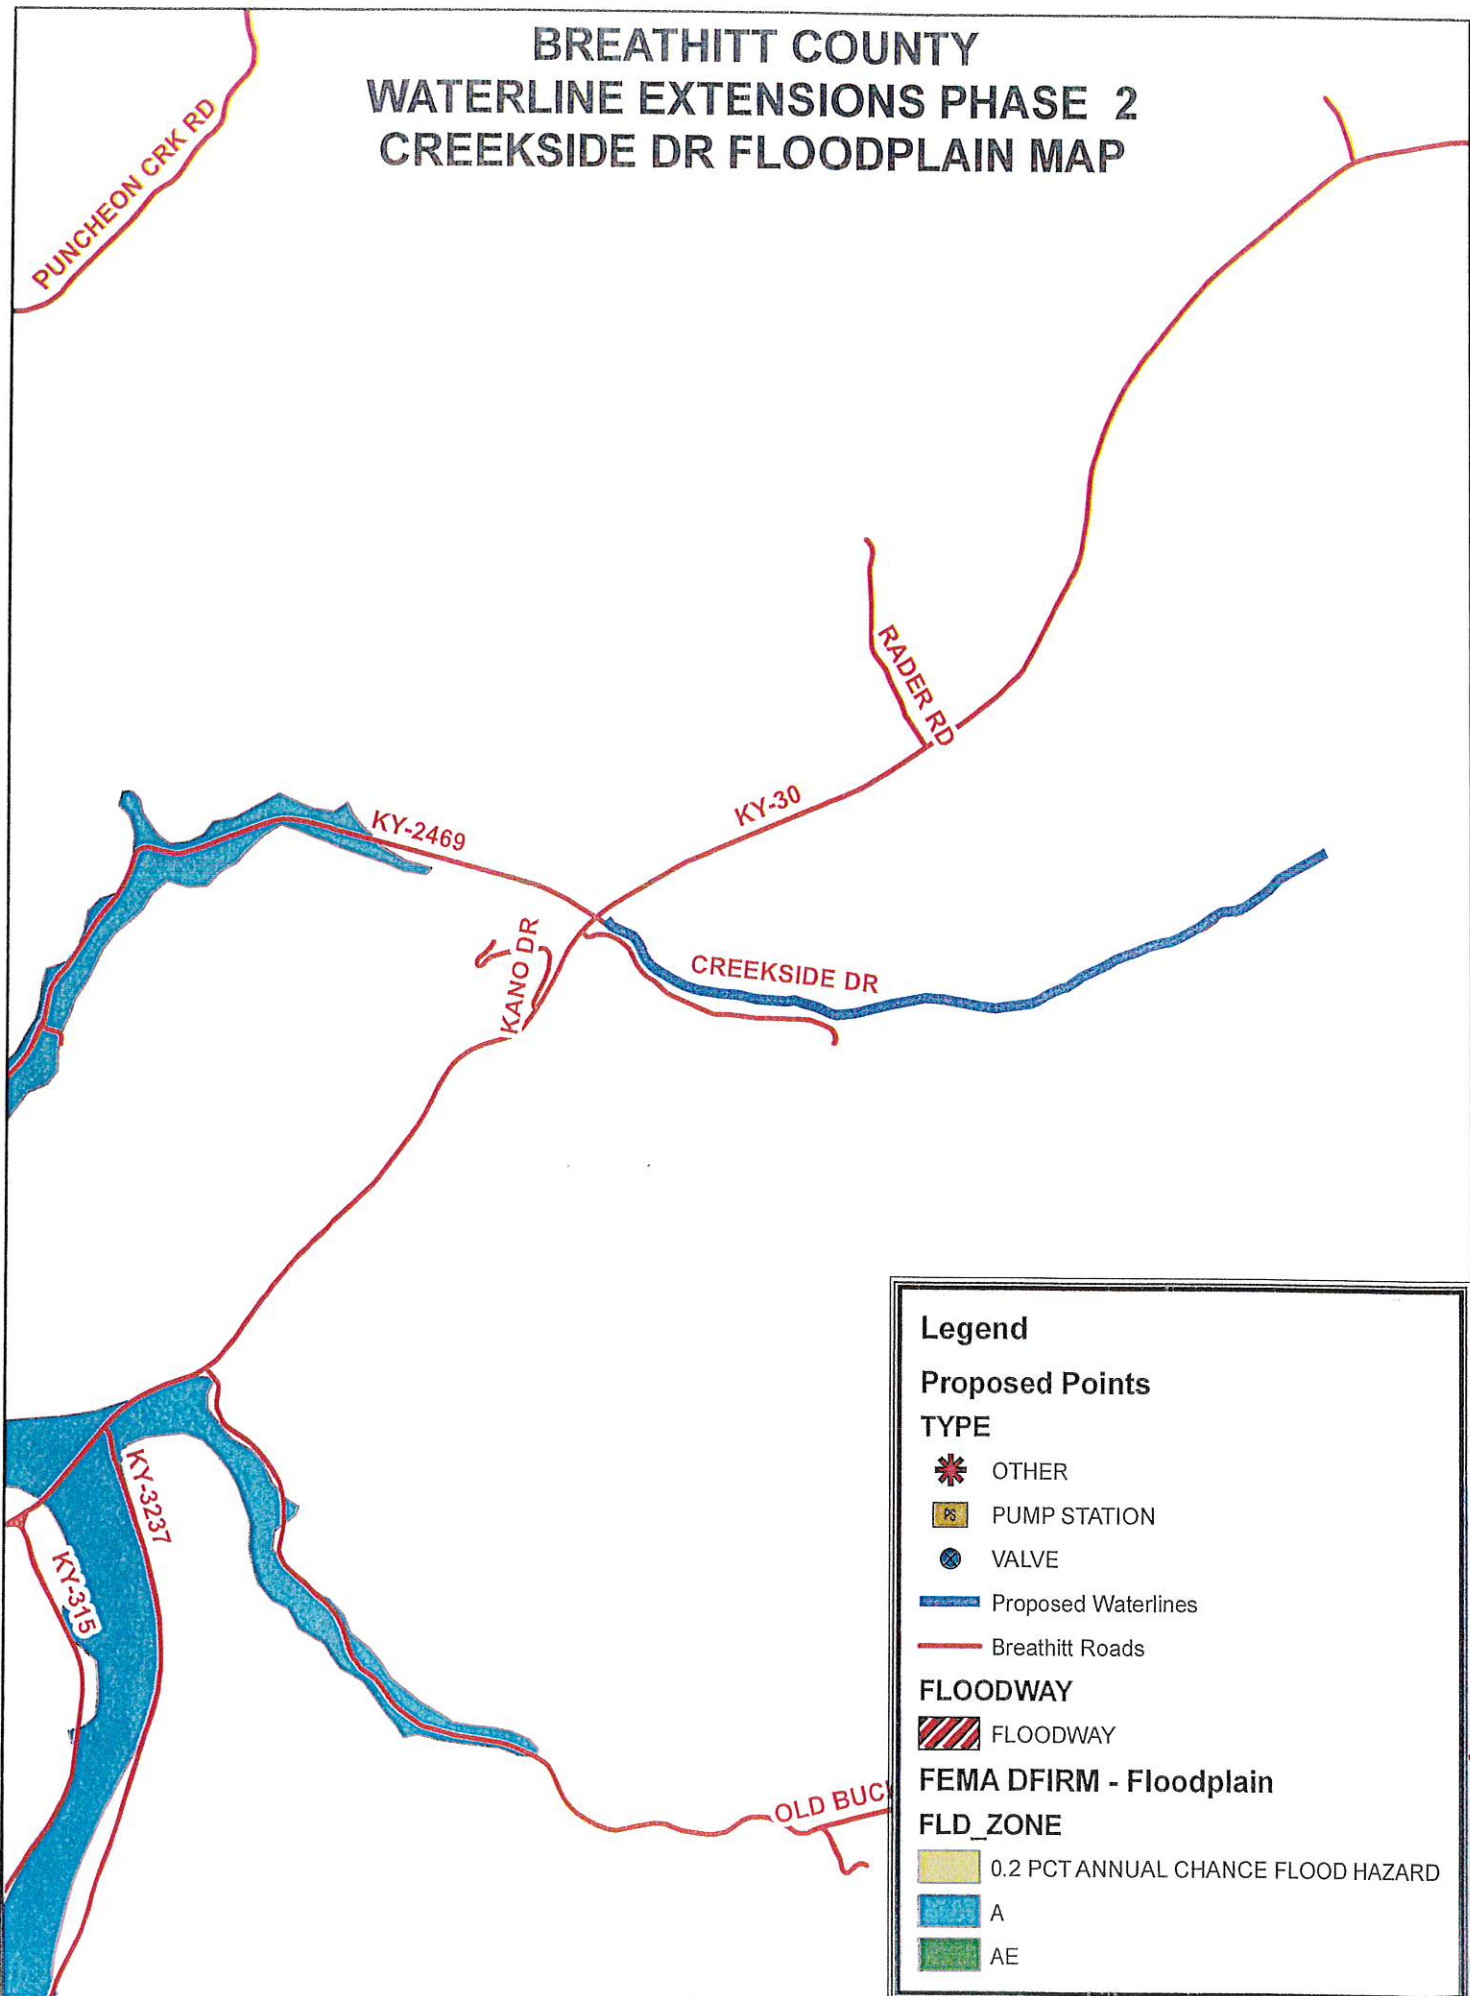 BREATHITT COUNTY
WATERLINE EXTENSIONS PHASE 2
CREEKSIDE DR FLOODPLAIN MAP
PUNCHEON CRK RD
RADER RD
KY-30
KY-2469
KANO DR
CREEKSIDE DR
KY-3237
KY-315
OLD BUC
Legend
Proposed Points
TYPE
OTHER
PS
PUMP STATION
VALVE
Proposed Waterlines
Breathitt Roads
FLOODWAY
FLOODWAY
FEMA DFIRM - Floodplain
FLD_ZONE
0.2 PCT ANNUAL CHANCE FLOOD HAZARD
A
AE